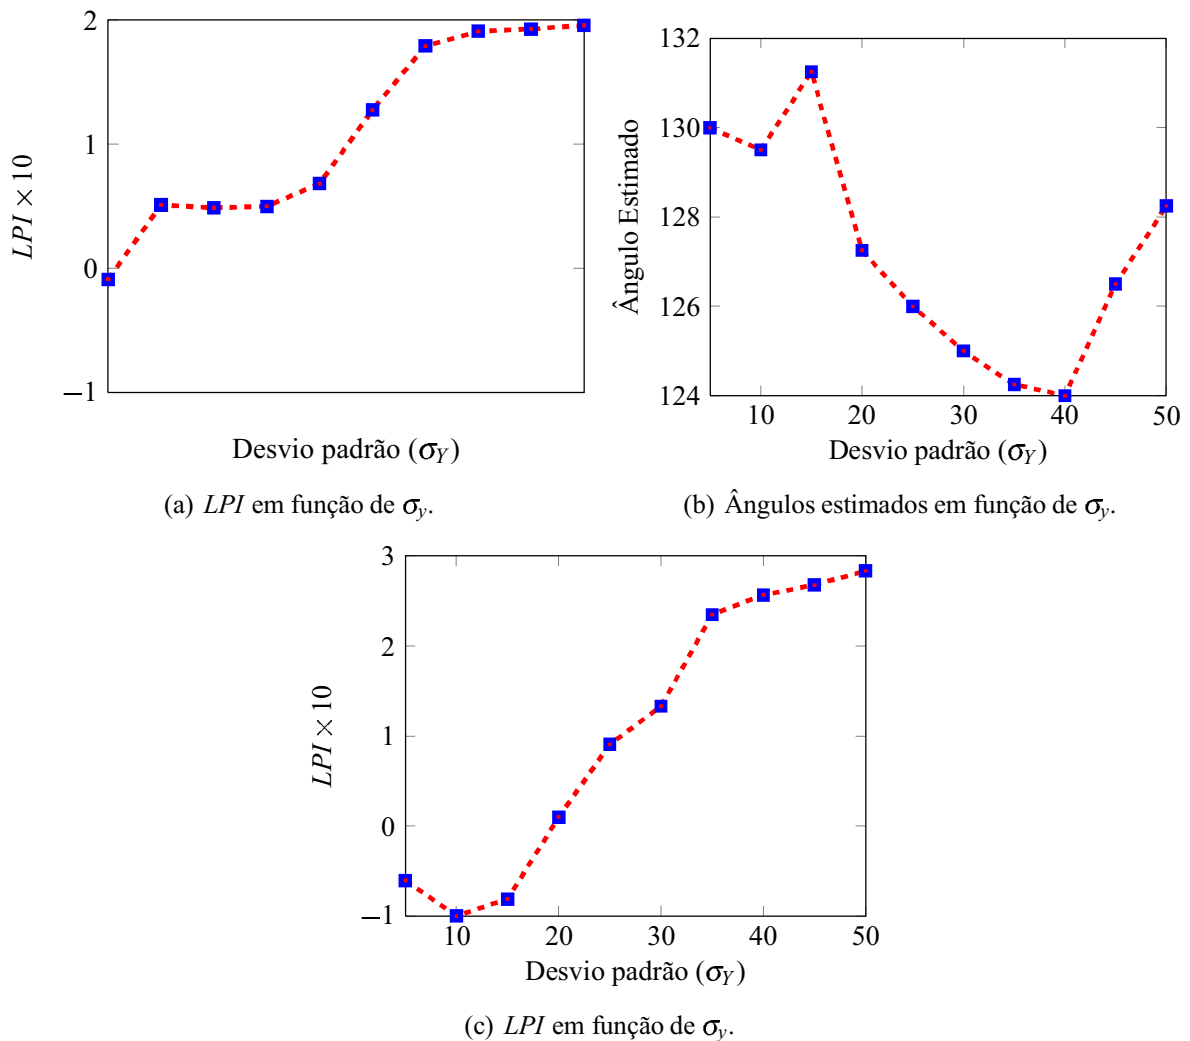 2
1
0
−1
LPI × 10
Desvio padrão (σY)
(a) LPI em função de σy.
132
130
128
126
124
Ângulo Estimado
10 20 30 40 50
Desvio padrão (σY)
(b) Ângulos estimados em função de σy.
3
2
1
0
−1
LPI × 10
10 20 30 40 50
Desvio padrão (σY)
(c) LPI em função de σy.